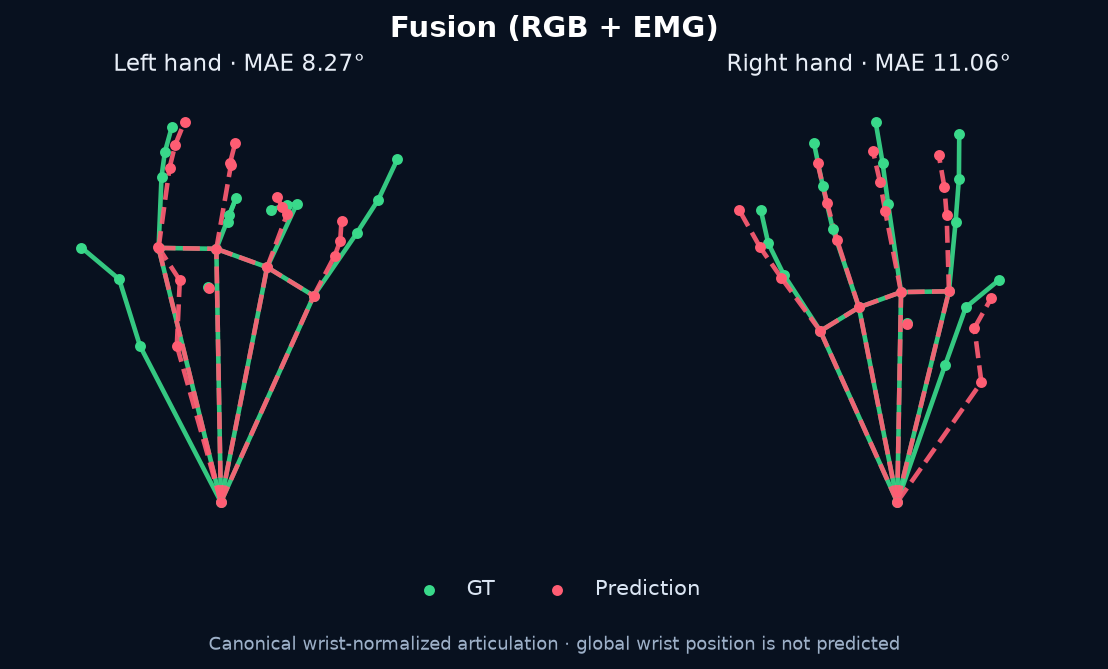 Fusion (RGB + EMG)
Left hand · MAE 8.27°
Right hand · MAE 11.06°
GT
Prediction
Canonical wrist-normalized articulation · global wrist position is not predicted